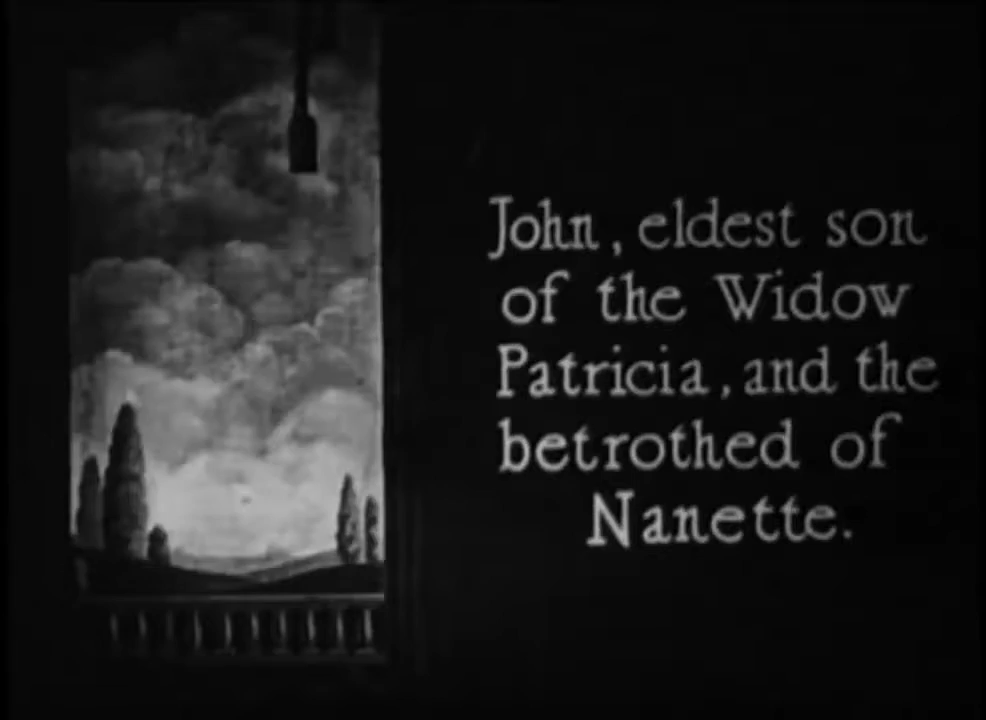 John, eldest son
of the Widow
Patricia, and the
betrothed of
Nanette.